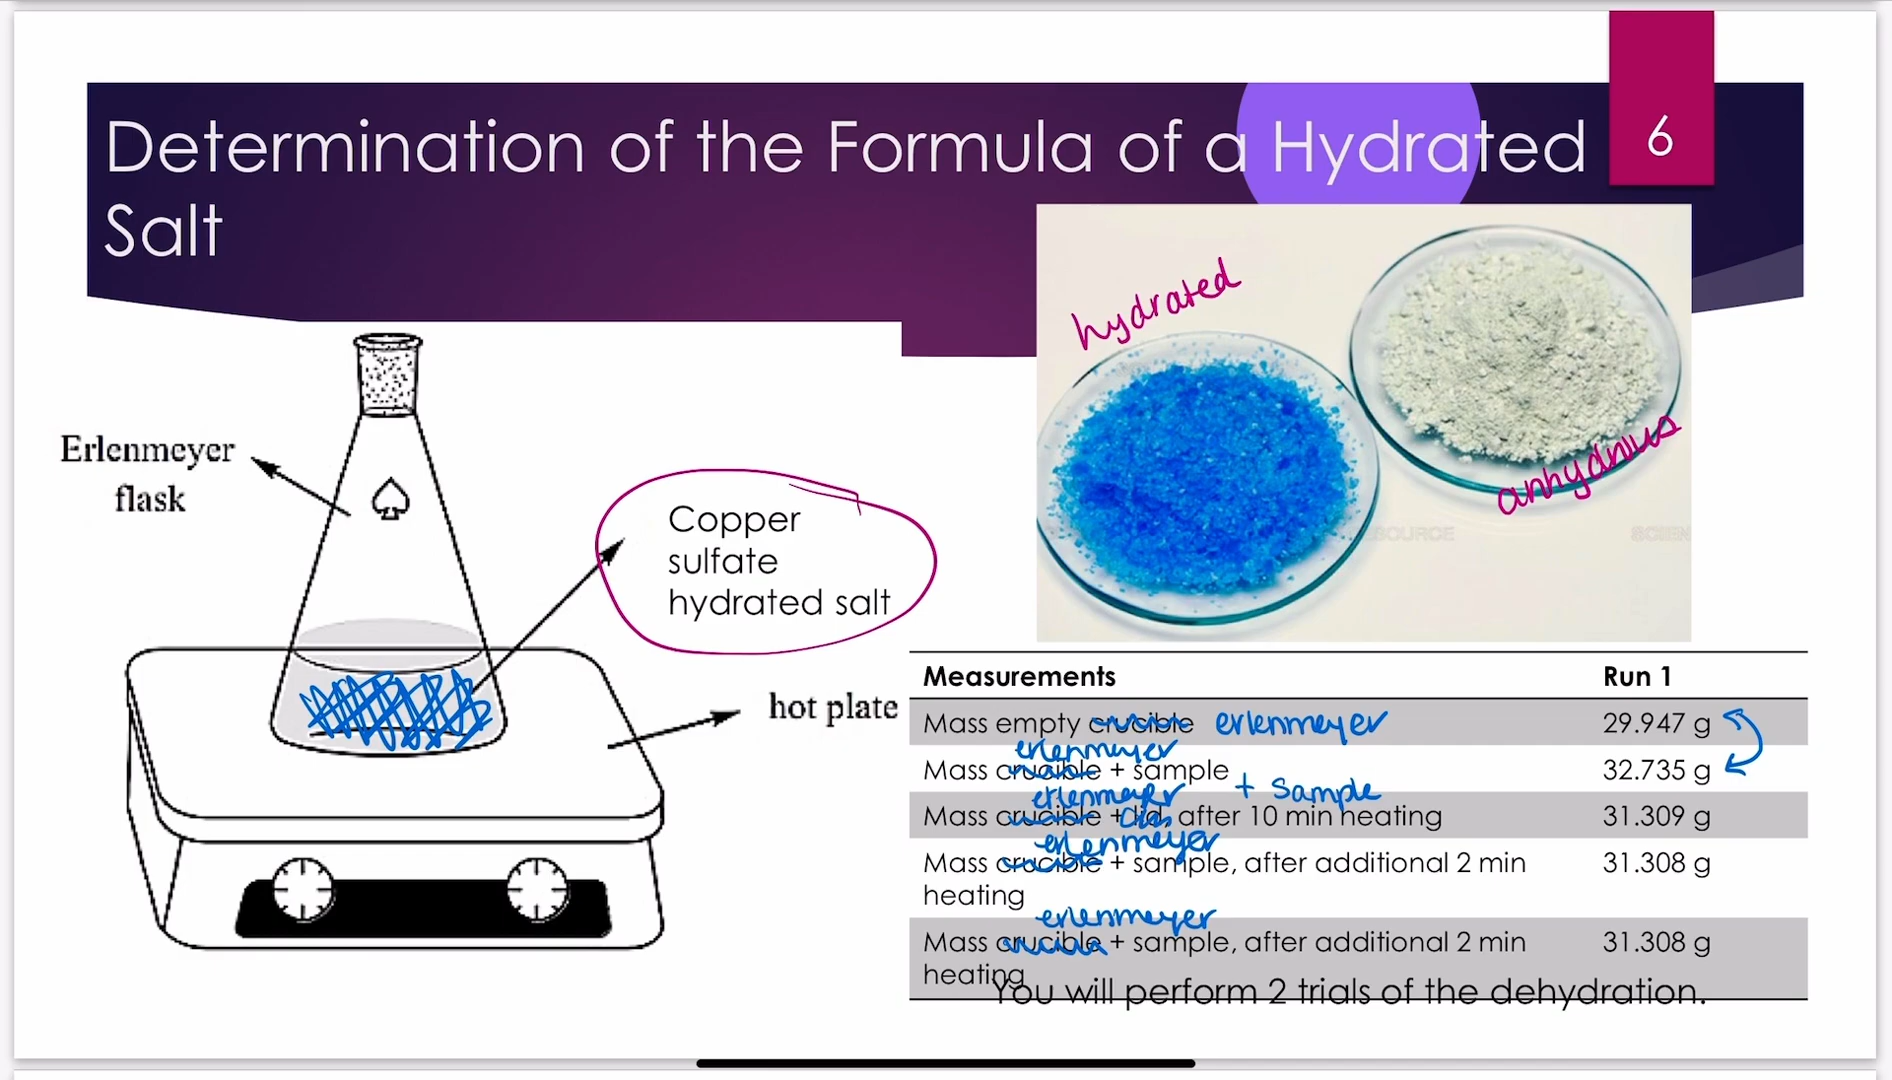 Determination of the Formula of a Hydrated
Salt
6
hydrated
anhydrous
Erlenmeyer
flask
Copper
sulfate
hydrated salt
hot plate
SOURCE
SCIEN
Measurements Run 1
Mass empty crucible erlenmeyer 29.947 g
erlenmeyer
Mass crucible + sample 32.735 g
erlenmeyer + Sample
Mass crucible + lid, after 10 min heating 31.309 g
erlenmeyer
Mass crucible + sample, after additional 2 min 31.308 g
heating
erlenmeyer
Mass crucible + sample, after additional 2 min 31.308 g
heating
You will perform 2 trials of the dehydration.